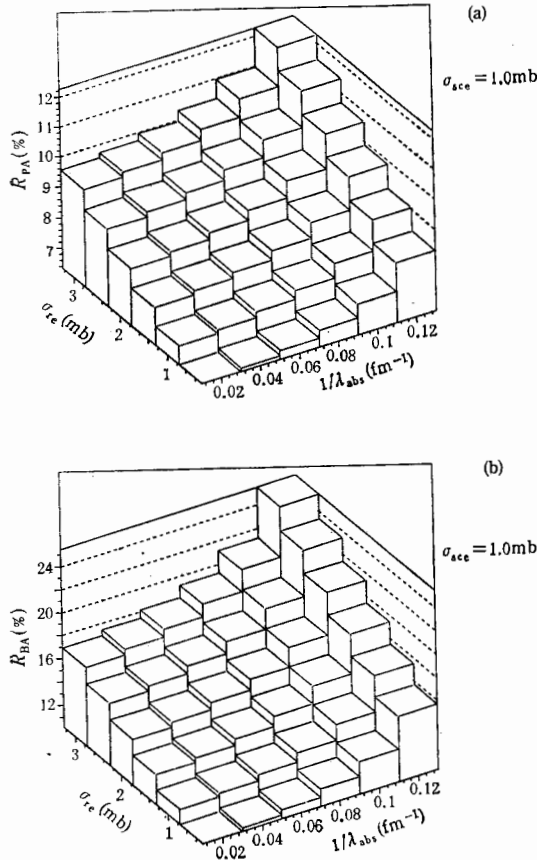 (a)
σ_sce = 1.0mb
12
11
10
9
8
7
R_PA (%)
3
2
1
σ_re (mb)
0.02
0.04
0.06
0.08
0.1
0.12
1/λ_abs (fm⁻¹)
(b)
σ_sce = 1.0mb
24
20
16
12
R_BA (%)
3
2
1
σ_re (mb)
0.02
0.04
0.06
0.08
0.1
0.12
1/λ_abs (fm⁻¹)